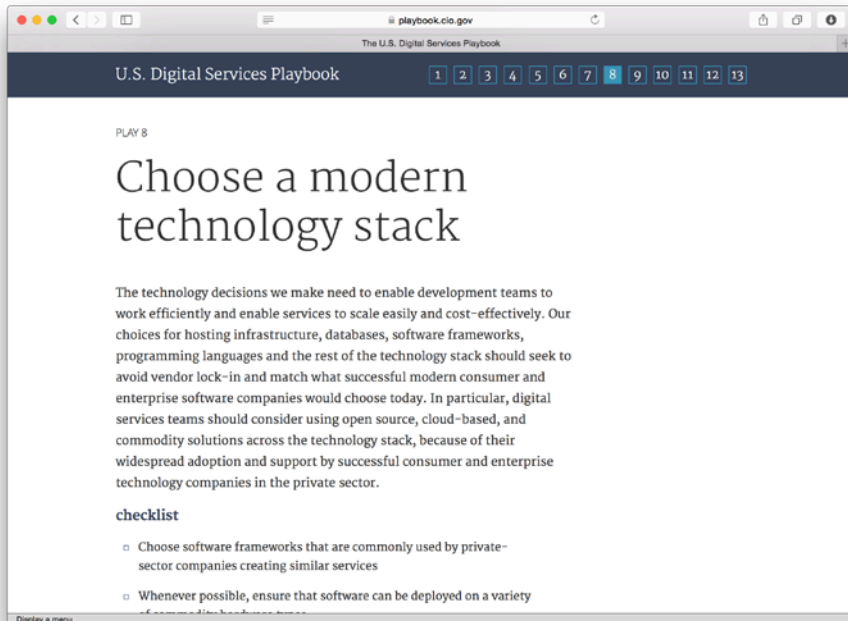 playbook.cio.gov
The U.S. Digital Services Playbook
U.S. Digital Services Playbook 1 2 3 4 5 6 7 8 9 10 11 12 13
PLAY 8
Choose a modern
technology stack
The technology decisions we make need to enable development teams to
work efficiently and enable services to scale easily and cost-effectively. Our
choices for hosting infrastructure, databases, software frameworks,
programming languages and the rest of the technology stack should seek to
avoid vendor lock-in and match what successful modern consumer and
enterprise software companies would choose today. In particular, digital
services teams should consider using open source, cloud-based, and
commodity solutions across the technology stack, because of their
widespread adoption and support by successful consumer and enterprise
technology companies in the private sector.
checklist
Choose software frameworks that are commonly used by private-
sector companies creating similar services
Whenever possible, ensure that software can be deployed on a variety
of commodity hardware types
Display a menu